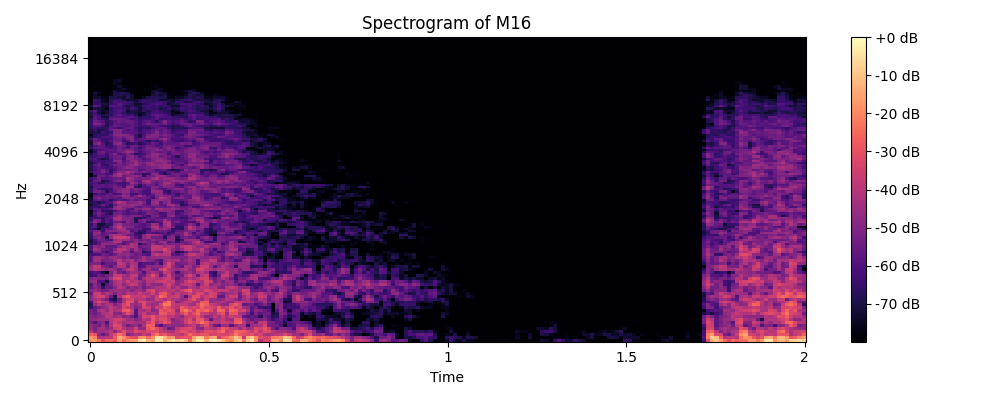 Spectrogram of M16
Hz
16384
8192
4096
2048
1024
512
0
0
0.5
1
1.5
2
Time
+0 dB
-10 dB
-20 dB
-30 dB
-40 dB
-50 dB
-60 dB
-70 dB